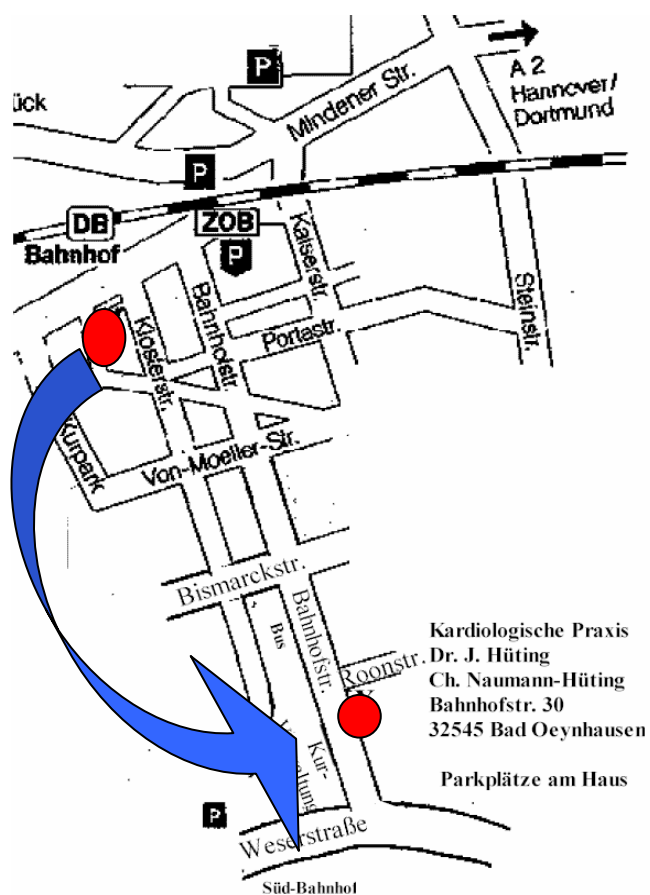 P
ück
Mindener Str.
A 2
Hannover/
Dortmund
P
DB
ZOB
Bahnhof
P
Kaiserstr.
Bahnhofstr.
Klosterstr.
Portastr.
Steinstr.
Kurpark
Von-Moeller-Str.
Bismarckstr.
Bus
Bahnhofstr.
Roonstr.
Kardiologische Praxis
Dr. J. Hüting
Ch. Naumann-Hüting
Bahnhofstr. 30
32545 Bad Oeynhausen
Parkplätze am Haus
Kur-
P
Weserstraße
Süd-Bahnhof